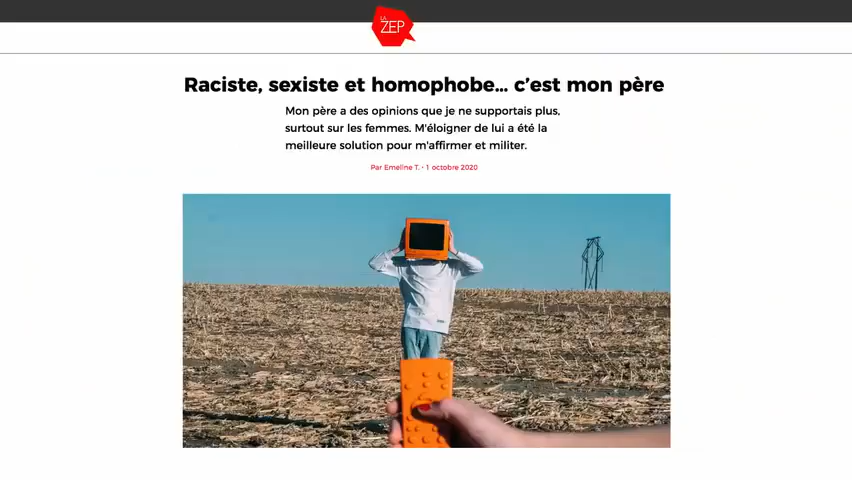 LA
ZEP
Raciste, sexiste et homophobe... c’est mon père
Mon père a des opinions que je ne supportais plus,
surtout sur les femmes. M'éloigner de lui a été la
meilleure solution pour m'affirmer et militer.
Par Emeline T. • 1 octobre 2020